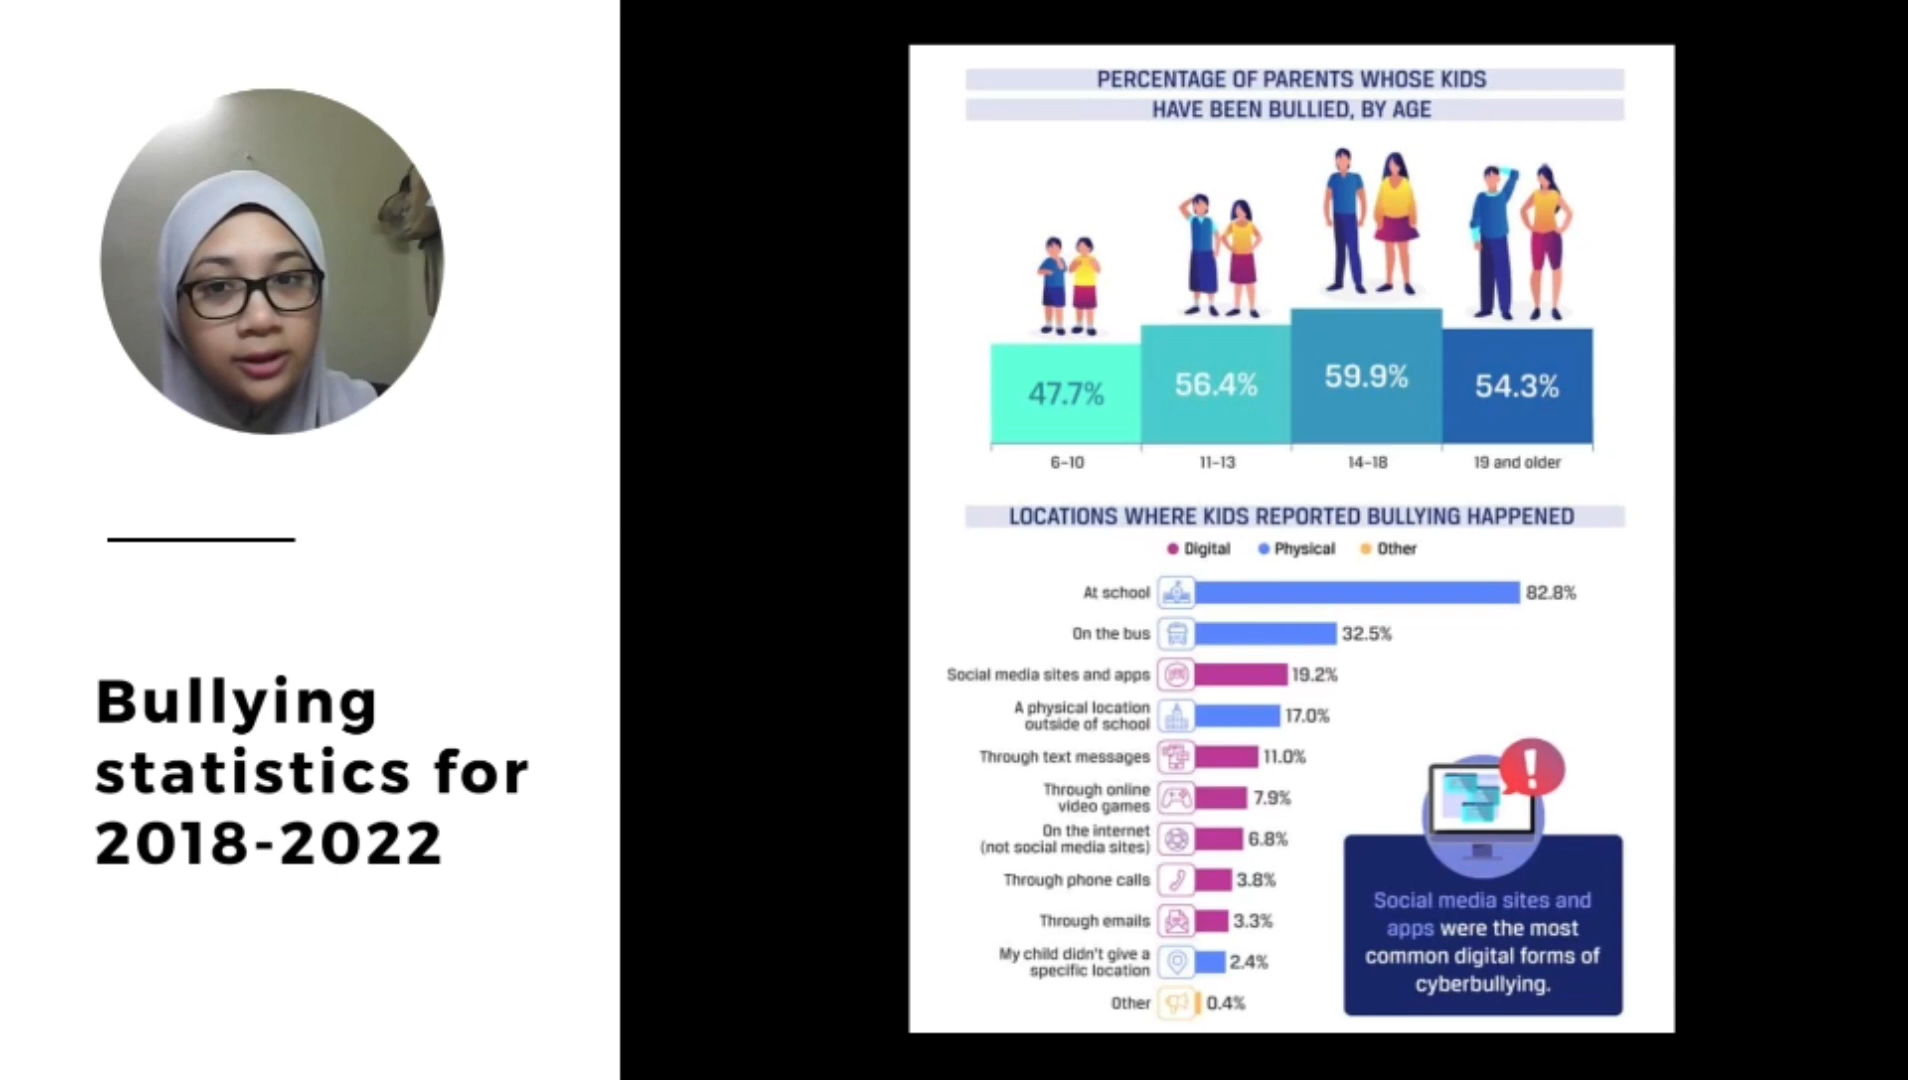 Bullying
statistics for
2018-2022
PERCENTAGE OF PARENTS WHOSE KIDS
HAVE BEEN BULLIED, BY AGE
47.7%
56.4%
59.9%
54.3%
6–10
11–13
14–18
19 and older
LOCATIONS WHERE KIDS REPORTED BULLYING HAPPENED
Digital
Physical
Other
At school
82.8%
On the bus
32.5%
Social media sites and apps
19.2%
A physical location
outside of school
17.0%
Through text messages
11.0%
Through online
video games
7.9%
On the internet
(not social media sites)
6.8%
Through phone calls
3.8%
Through emails
3.3%
My child didn't give a
specific location
2.4%
Other
0.4%
Social media sites and
apps were the most
common digital forms of
cyberbullying.